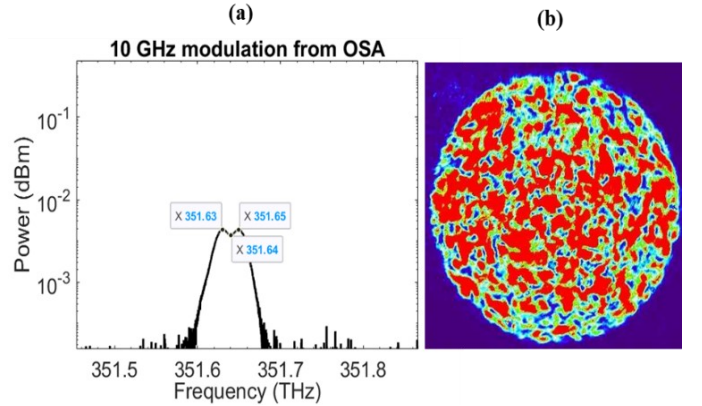 (a)
(b)
10 GHz modulation from OSA
Power (dBm)
10-1
10-2
10-3
X 351.63
X 351.65
X 351.64
351.5 351.6 351.7 351.8
Frequency (THz)